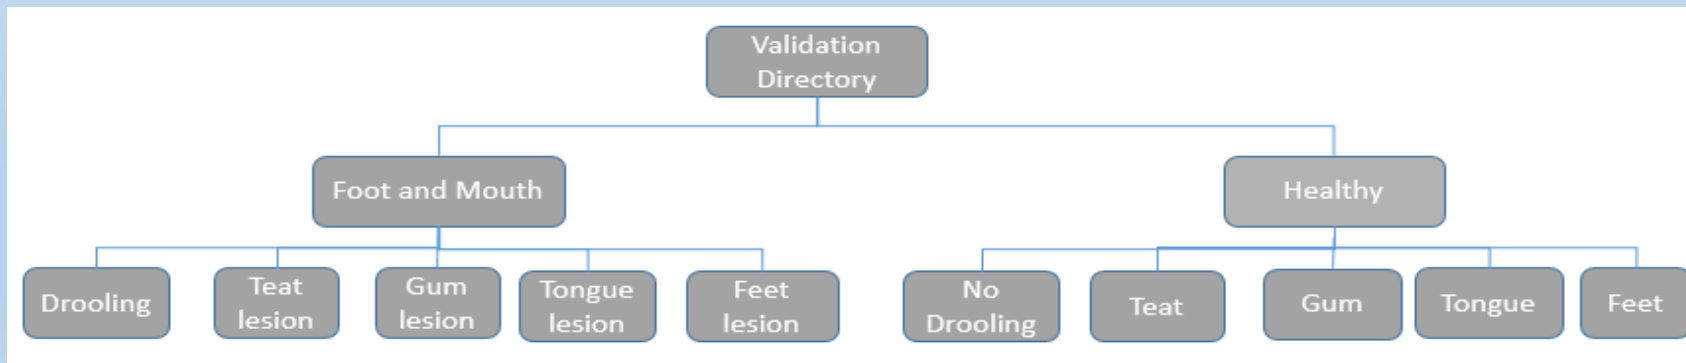 Validation
Directory
Foot and Mouth
Healthy
Drooling
Teat
lesion
Gum
lesion
Tongue
lesion
Feet
lesion
No
Drooling
Teat
Gum
Tongue
Feet